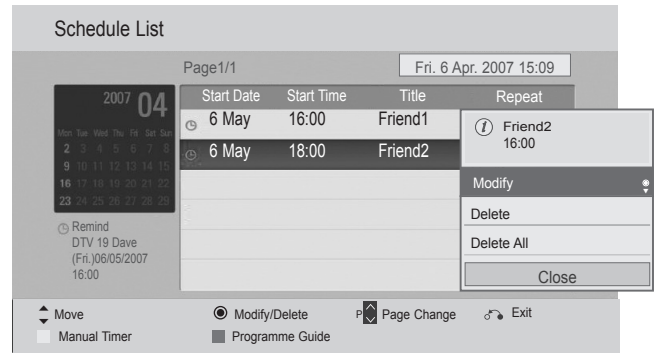 Schedule List
Page1/1
Fri. 6 Apr. 2007 15:09
2007 04
Mon Tue Wed Thu Fri Sat Sun
2 3 4 5 6 7 8
9 10 11 12 13 14 15
16 17 18 19 20 21 22
23 24 25 26 27 28 29
Remind
DTV 19 Dave
(Fri.)06/05/2007
16:00
Start Date Start Time Title Repeat
6 May 16:00 Friend1
6 May 18:00 Friend2
Friend2
16:00
Modify
Delete
Delete All
Close
Move
Modify/Delete
P Page Change
Exit
Manual Timer
Programme Guide